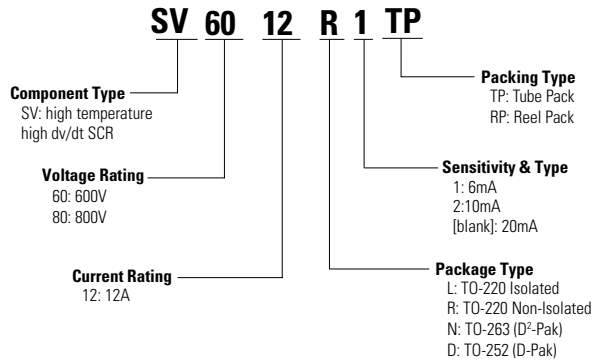 SV 60 12 R 1 TP
Component Type
SV: high temperature
high dv/dt SCR
Voltage Rating
60: 600V
80: 800V
Current Rating
12: 12A
Packing Type
TP: Tube Pack
RP: Reel Pack
Sensitivity & Type
1: 6mA
2:10mA
[blank]: 20mA
Package Type
L: TO-220 Isolated
R: TO-220 Non-Isolated
N: TO-263 (D²-Pak)
D: TO-252 (D-Pak)